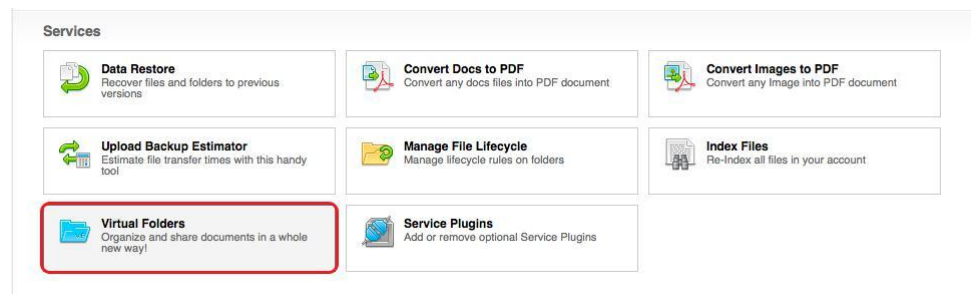 Services
Data Restore
Recover files and folders to previous
versions
Convert Docs to PDF
Convert any docs files into PDF document
Convert Images to PDF
Convert any Image into PDF document
Upload Backup Estimator
Estimate file transfer times with this handy
tool
Manage File Lifecycle
Manage lifecycle rules on folders
Index Files
Re-Index all files in your account
Virtual Folders
Organize and share documents in a whole
new way!
Service Plugins
Add or remove optional Service Plugins